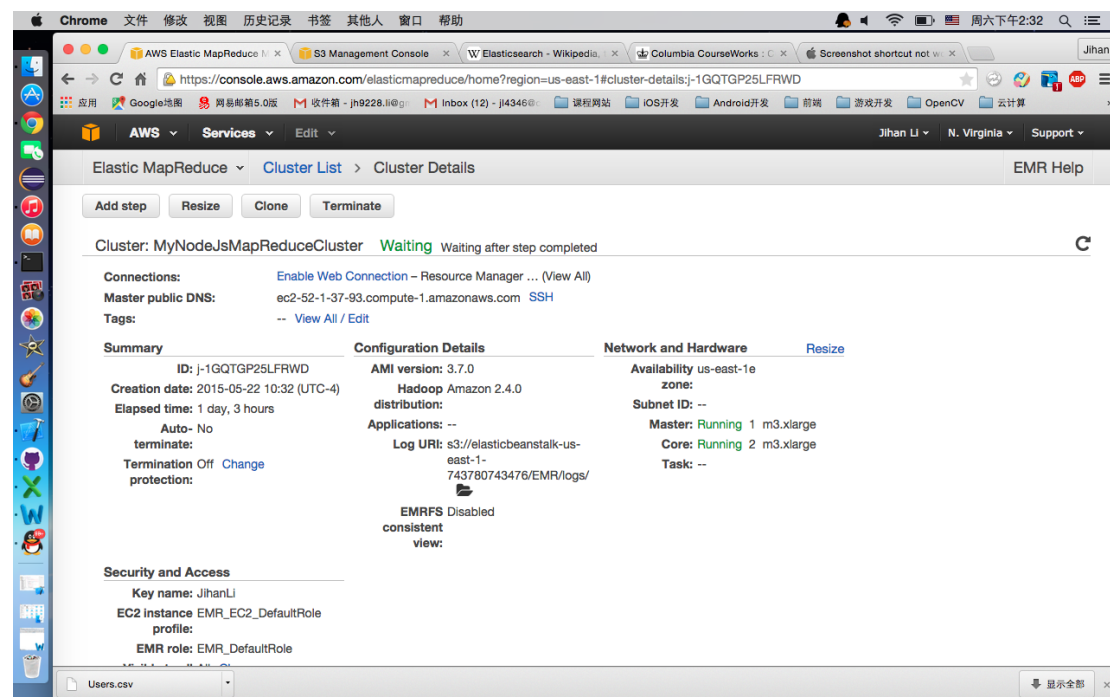 Chrome 文件 修改 视图 历史记录 书签 其他人 窗口 帮助 周六下午2:32
AWS Elastic MapReduce M × S3 Management Console × W Elasticsearch - Wikipedia, × Columbia CourseWorks : C × Screenshot shortcut not w × Jihan
https://console.aws.amazon.com/elasticmapreduce/home?region=us-east-1#cluster-details:j-1GQTGP25LFRWD ABP
应用 Google地图 网易邮箱5.0版 收件箱 - jh9228.li@g Inbox (12) - jl4346@ 课程网站 iOS开发 Android开发 前端 游戏开发 OpenCV 云计算
AWS Services Edit Jihan Li N. Virginia Support
Elastic MapReduce Cluster List > Cluster Details EMR Help
Add step Resize Clone Terminate
Cluster: MyNodeJsMapReduceCluster Waiting Waiting after step completed
Connections: Enable Web Connection – Resource Manager … (View All)
Master public DNS: ec2-52-1-37-93.compute-1.amazonaws.com SSH
Tags: -- View All / Edit
Summary
ID: j-1GQTGP25LFRWD
Creation date: 2015-05-22 10:32 (UTC-4)
Elapsed time: 1 day, 3 hours
Auto- No
terminate:
Termination Off Change
protection:
Configuration Details
AMI version: 3.7.0
Hadoop Amazon 2.4.0
distribution:
Applications: --
Log URI: s3://elasticbeanstalk-us-
east-1-
743780743476/EMR/logs/
EMRFS Disabled
consistent
view:
Network and Hardware Resize
Availability us-east-1e
zone:
Subnet ID: --
Master: Running 1 m3.xlarge
Core: Running 2 m3.xlarge
Task: --
Security and Access
Key name: JihanLi
EC2 instance EMR_EC2_DefaultRole
profile:
EMR role: EMR_DefaultRole
Users.csv 显示全部